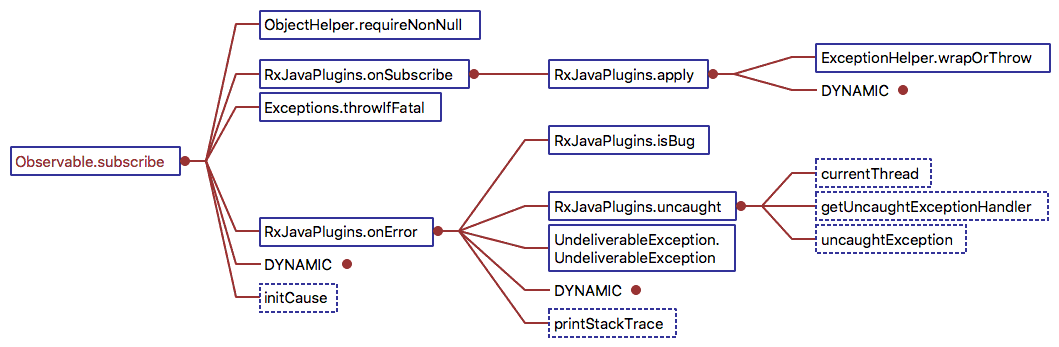 ObjectHelper.requireNonNull
ExceptionHelper.wrapOrThrow
RxJavaPlugins.onSubscribe
RxJavaPlugins.apply
DYNAMIC
Exceptions.throwIfFatal
RxJavaPlugins.isBug
Observable.subscribe
currentThread
RxJavaPlugins.uncaught
getUncaughtExceptionHandler
RxJavaPlugins.onError
UndeliverableException.
UndeliverableException
uncaughtException
DYNAMIC
DYNAMIC
initCause
printStackTrace